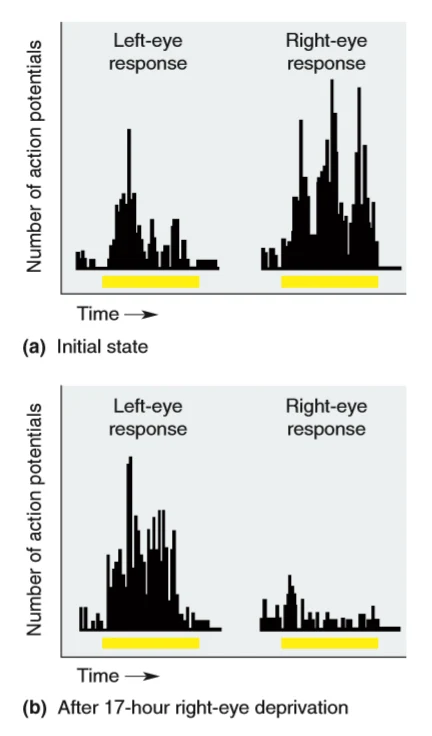 Number of action potentials
Left-eye
response
Right-eye
response
Time
(a) Initial state
Number of action potentials
Left-eye
response
Right-eye
response
Time
(b) After 17-hour right-eye deprivation